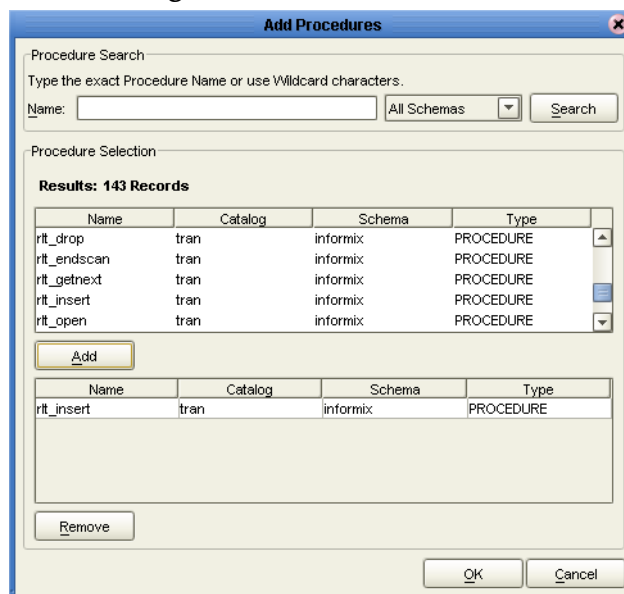 Add Procedures
Procedure Search
Type the exact Procedure Name or use Wildcard characters.
Name: All Schemas Search
Procedure Selection
Results: 143 Records
Name Catalog Schema Type
rlt_drop tran informix PROCEDURE
rlt_endscan tran informix PROCEDURE
rlt_getnext tran informix PROCEDURE
rlt_insert tran informix PROCEDURE
rlt_open tran informix PROCEDURE
Add
Name Catalog Schema Type
rlt_insert tran informix PROCEDURE
Remove
OK Cancel